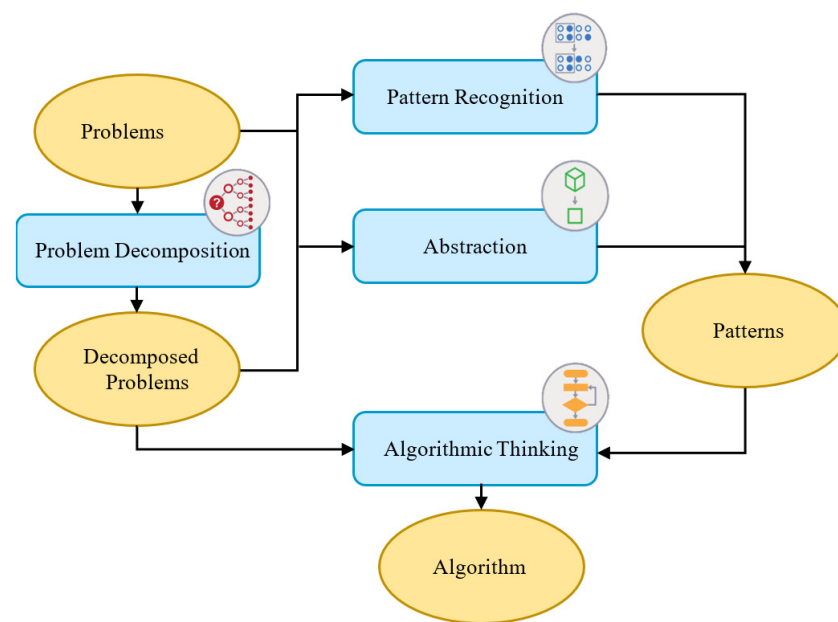 Problems
Pattern Recognition
?
Problem Decomposition
Abstraction
Decomposed
Problems
Patterns
Algorithmic Thinking
Algorithm